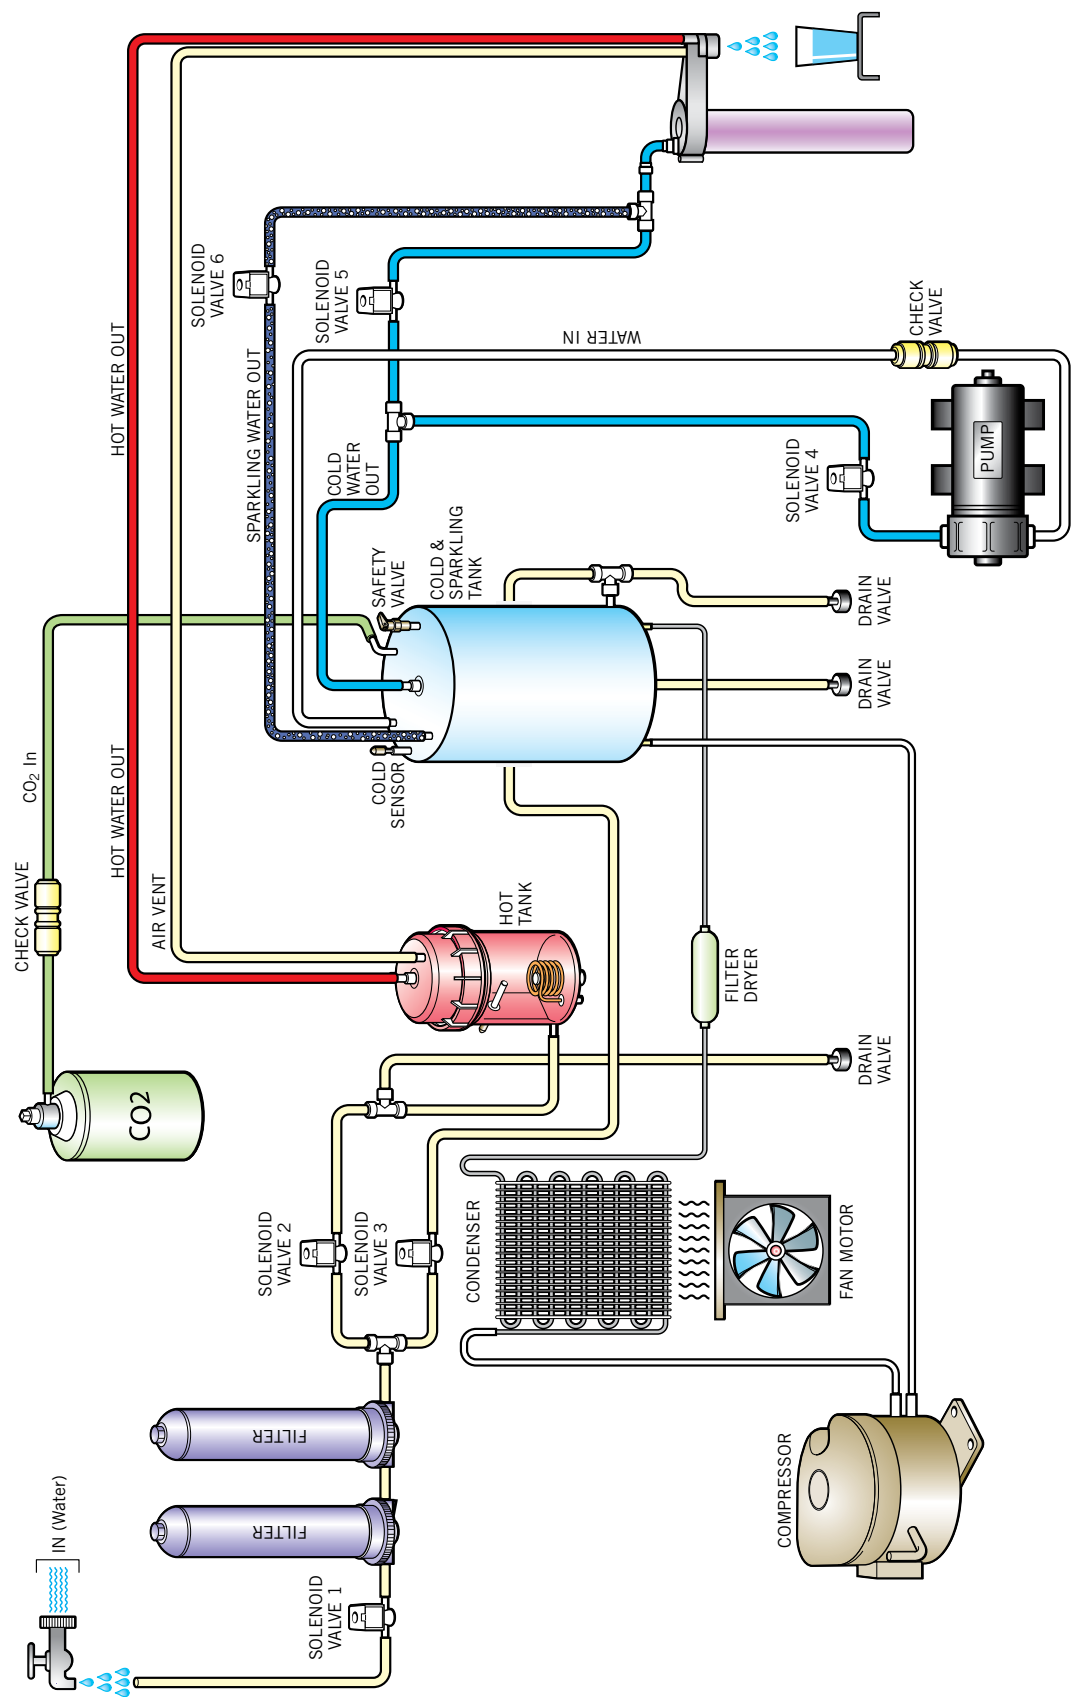 IN (Water)
SOLENOID
VALVE 1
FILTER
FILTER
SOLENOID
VALVE 2
SOLENOID
VALVE 3
CO2
CHECK VALVE
CO₂ In
HOT WATER OUT
HOT WATER OUT
AIR VENT
HOT
TANK
COLD
SENSOR
SAFETY
VALVE
COLD &
SPARKLING
TANK
COLD
WATER
OUT
SPARKLING WATER OUT
SOLENOID
VALVE 6
SOLENOID
VALVE 5
WATER IN
CHECK
VALVE
PUMP
SOLENOID
VALVE 4
DRAIN
VALVE
DRAIN
VALVE
DRAIN
VALVE
FILTER
DRYER
CONDENSER
FAN MOTOR
COMPRESSOR